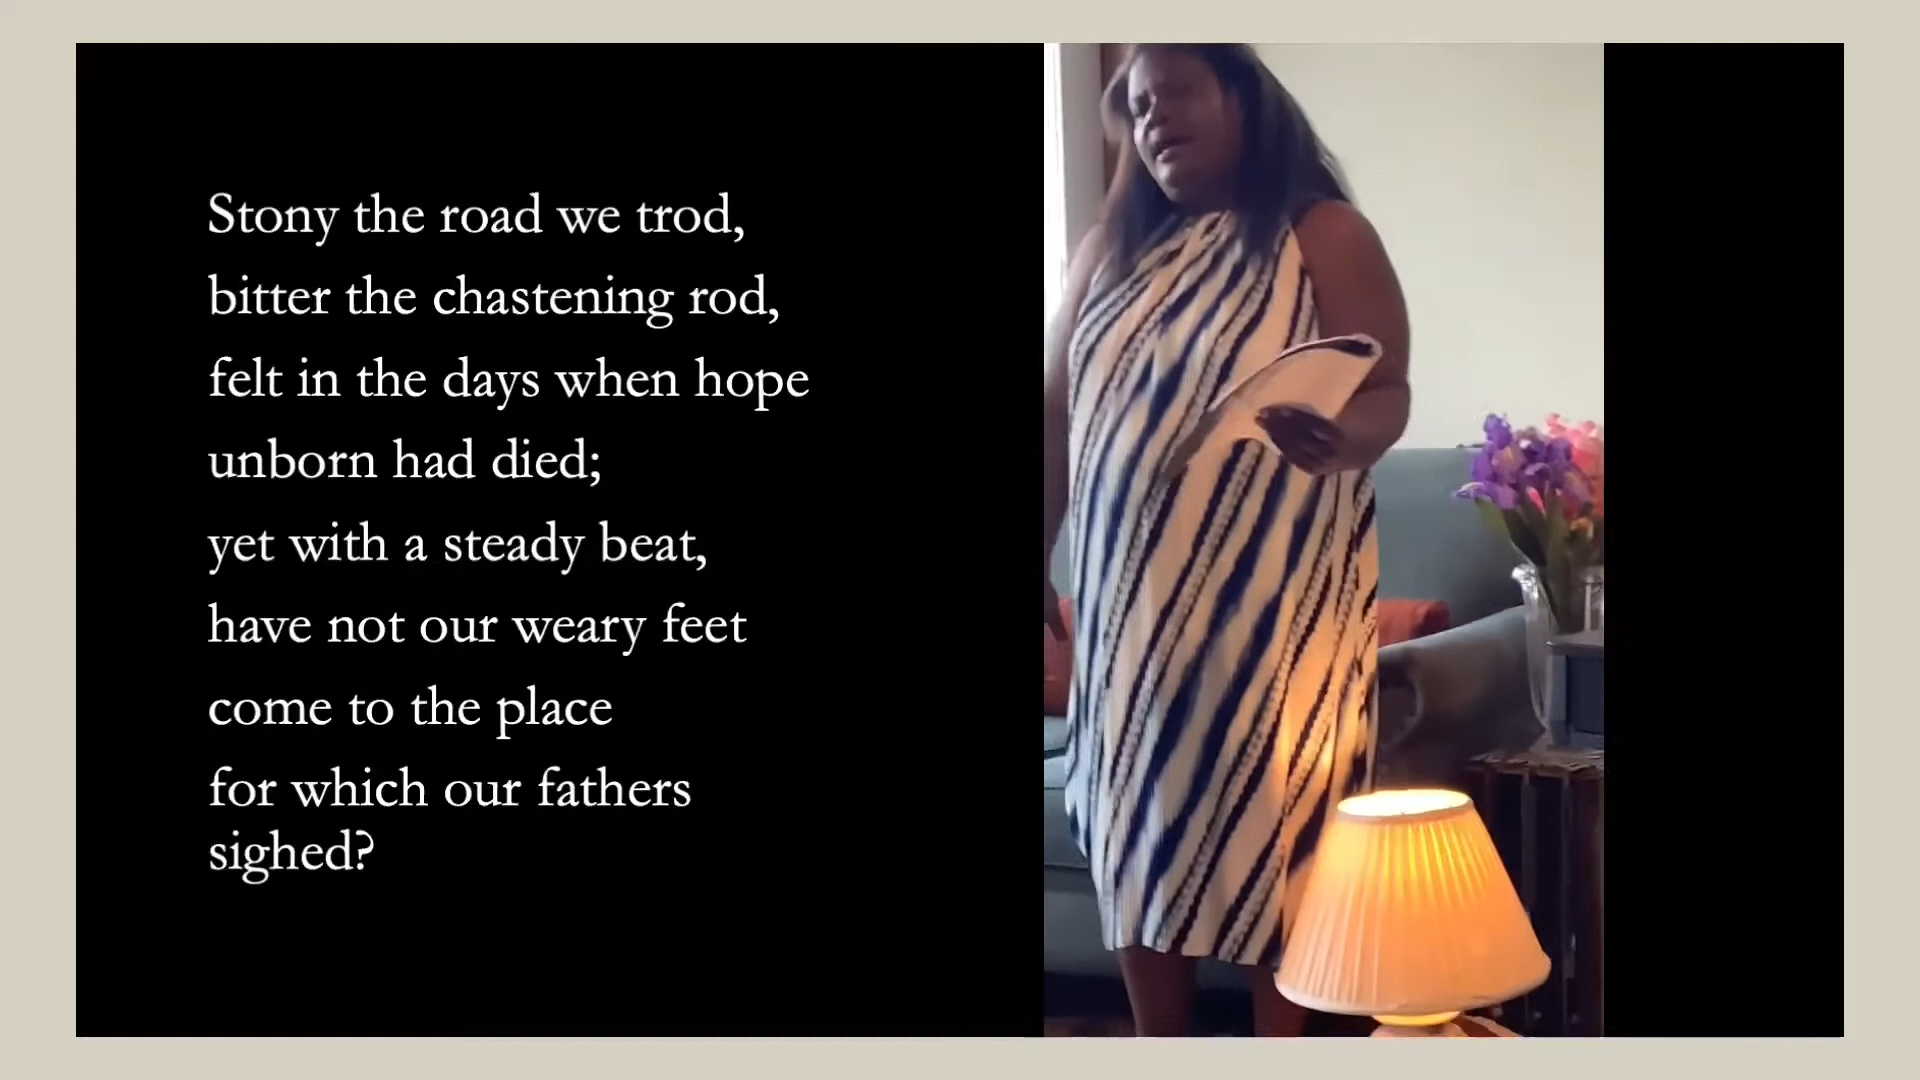 Stony the road we trod,
bitter the chastening rod,
felt in the days when hope
unborn had died;
yet with a steady beat,
have not our weary feet
come to the place
for which our fathers
sighed?